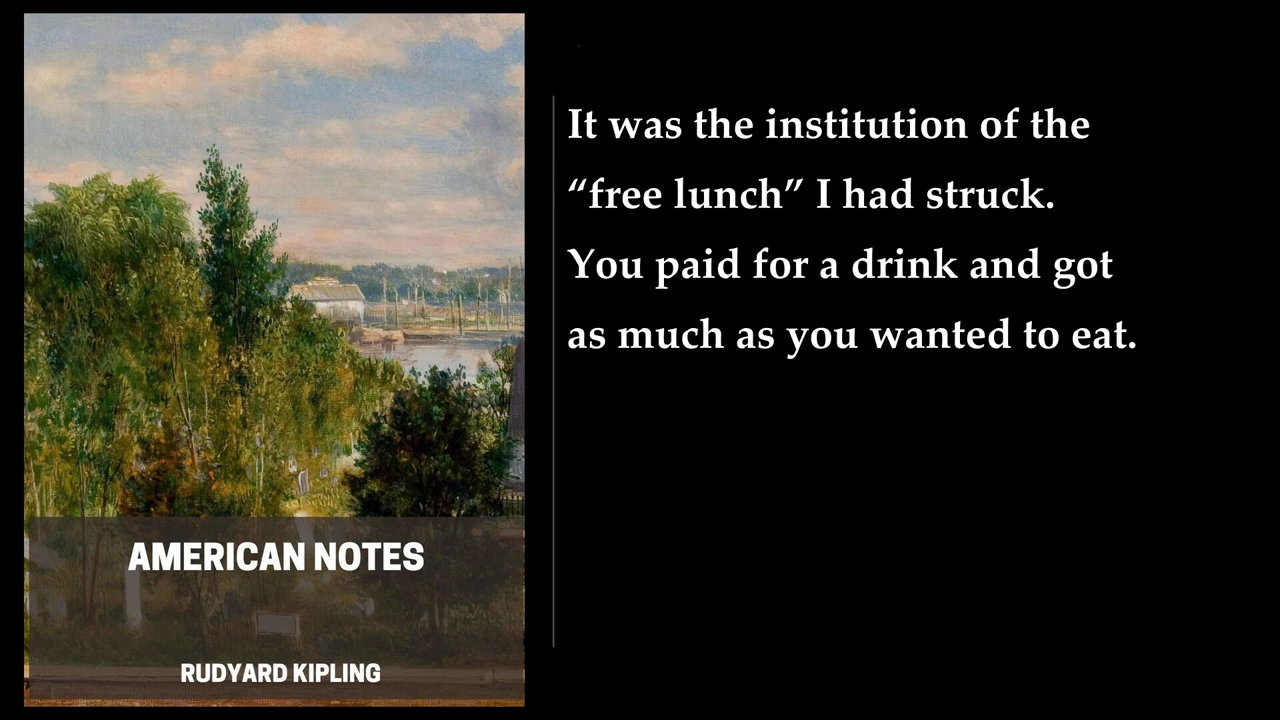 It was the institution of the
“free lunch” I had struck.
You paid for a drink and got
as much as you wanted to eat.
AMERICAN NOTES
RUDYARD KIPLING